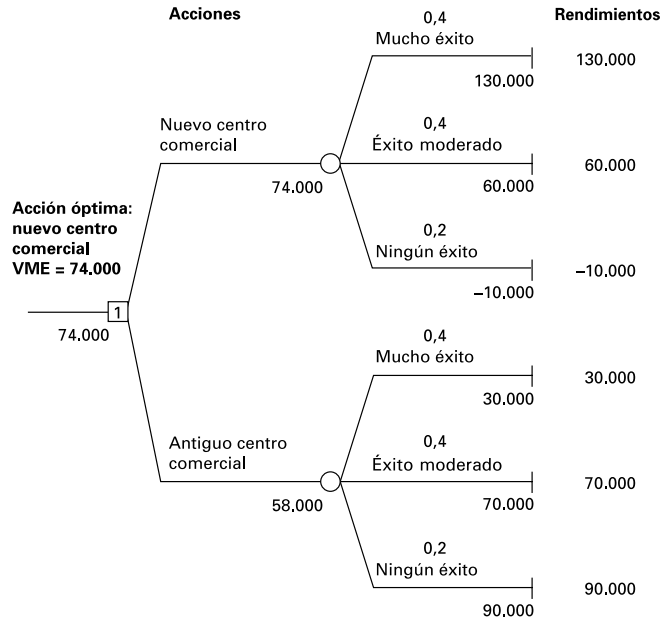 Acciones
Rendimientos
0,4
Mucho éxito
130.000
130.000
Nuevo centro
comercial
74.000
0,4
Éxito moderado
60.000
60.000
0,2
Ningún éxito
–10.000
–10.000
Acción óptima:
nuevo centro
comercial
VME = 74.000
1
74.000
0,4
Mucho éxito
30.000
30.000
Antiguo centro
comercial
58.000
0,4
Éxito moderado
70.000
70.000
0,2
Ningún éxito
90.000
90.000